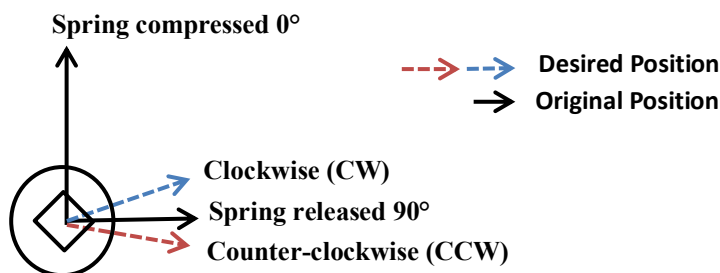 Spring compressed 0°
Desired Position
Original Position
Clockwise (CW)
Spring released 90°
Counter-clockwise (CCW)